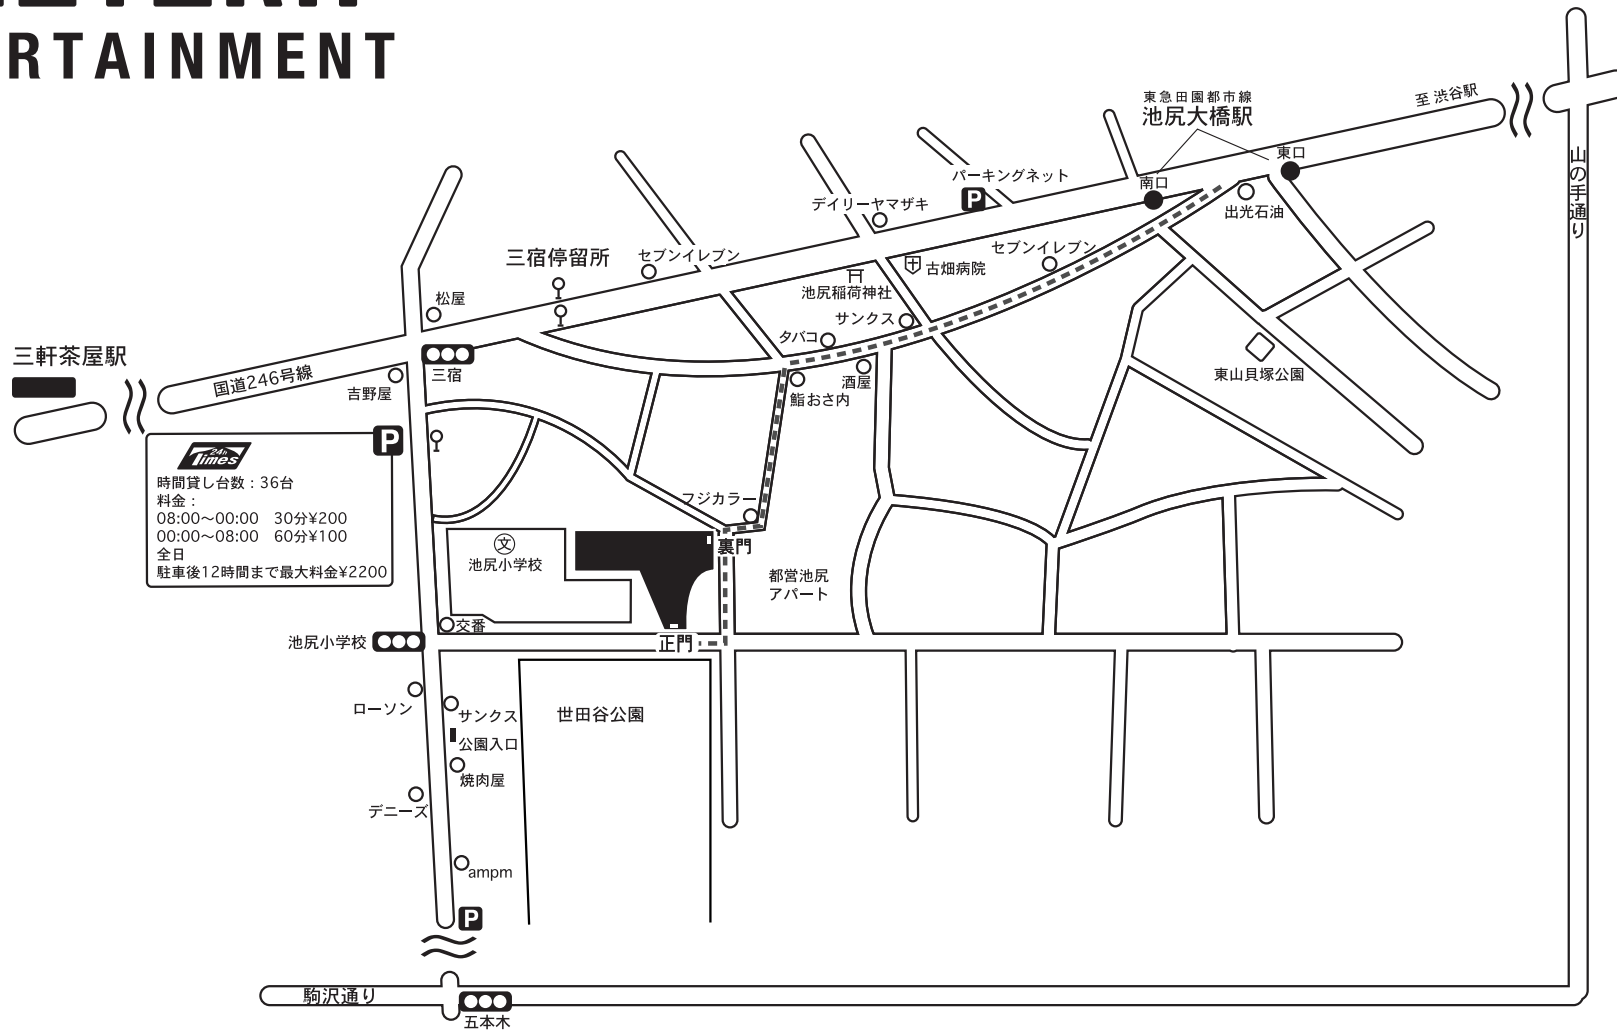 RTAINMENT
東急田園都市線
池尻大橋駅
至 渋谷駅
東口
南口
山の手通り
パーキングネット
P
デイリーヤマザキ
出光石油
三宿停留所
セブンイレブン
セブンイレブン
古畑病院
池尻稲荷神社
松屋
サンクス
タバコ
三軒茶屋駅
国道246号線
三宿
吉野屋
酒屋
鮨おさ内
東山貝塚公園
P
24h
Times
時間貸し台数：36台
料金：
08:00〜00:00 30分¥200
00:00〜08:00 60分¥100
全日
駐車後12時間まで最大料金¥2200
フジカラー
裏門
文
池尻小学校
都営池尻
アパート
交番
池尻小学校
正門
ローソン
サンクス
世田谷公園
公園入口
焼肉屋
デニーズ
ampm
P
駒沢通り
五本木